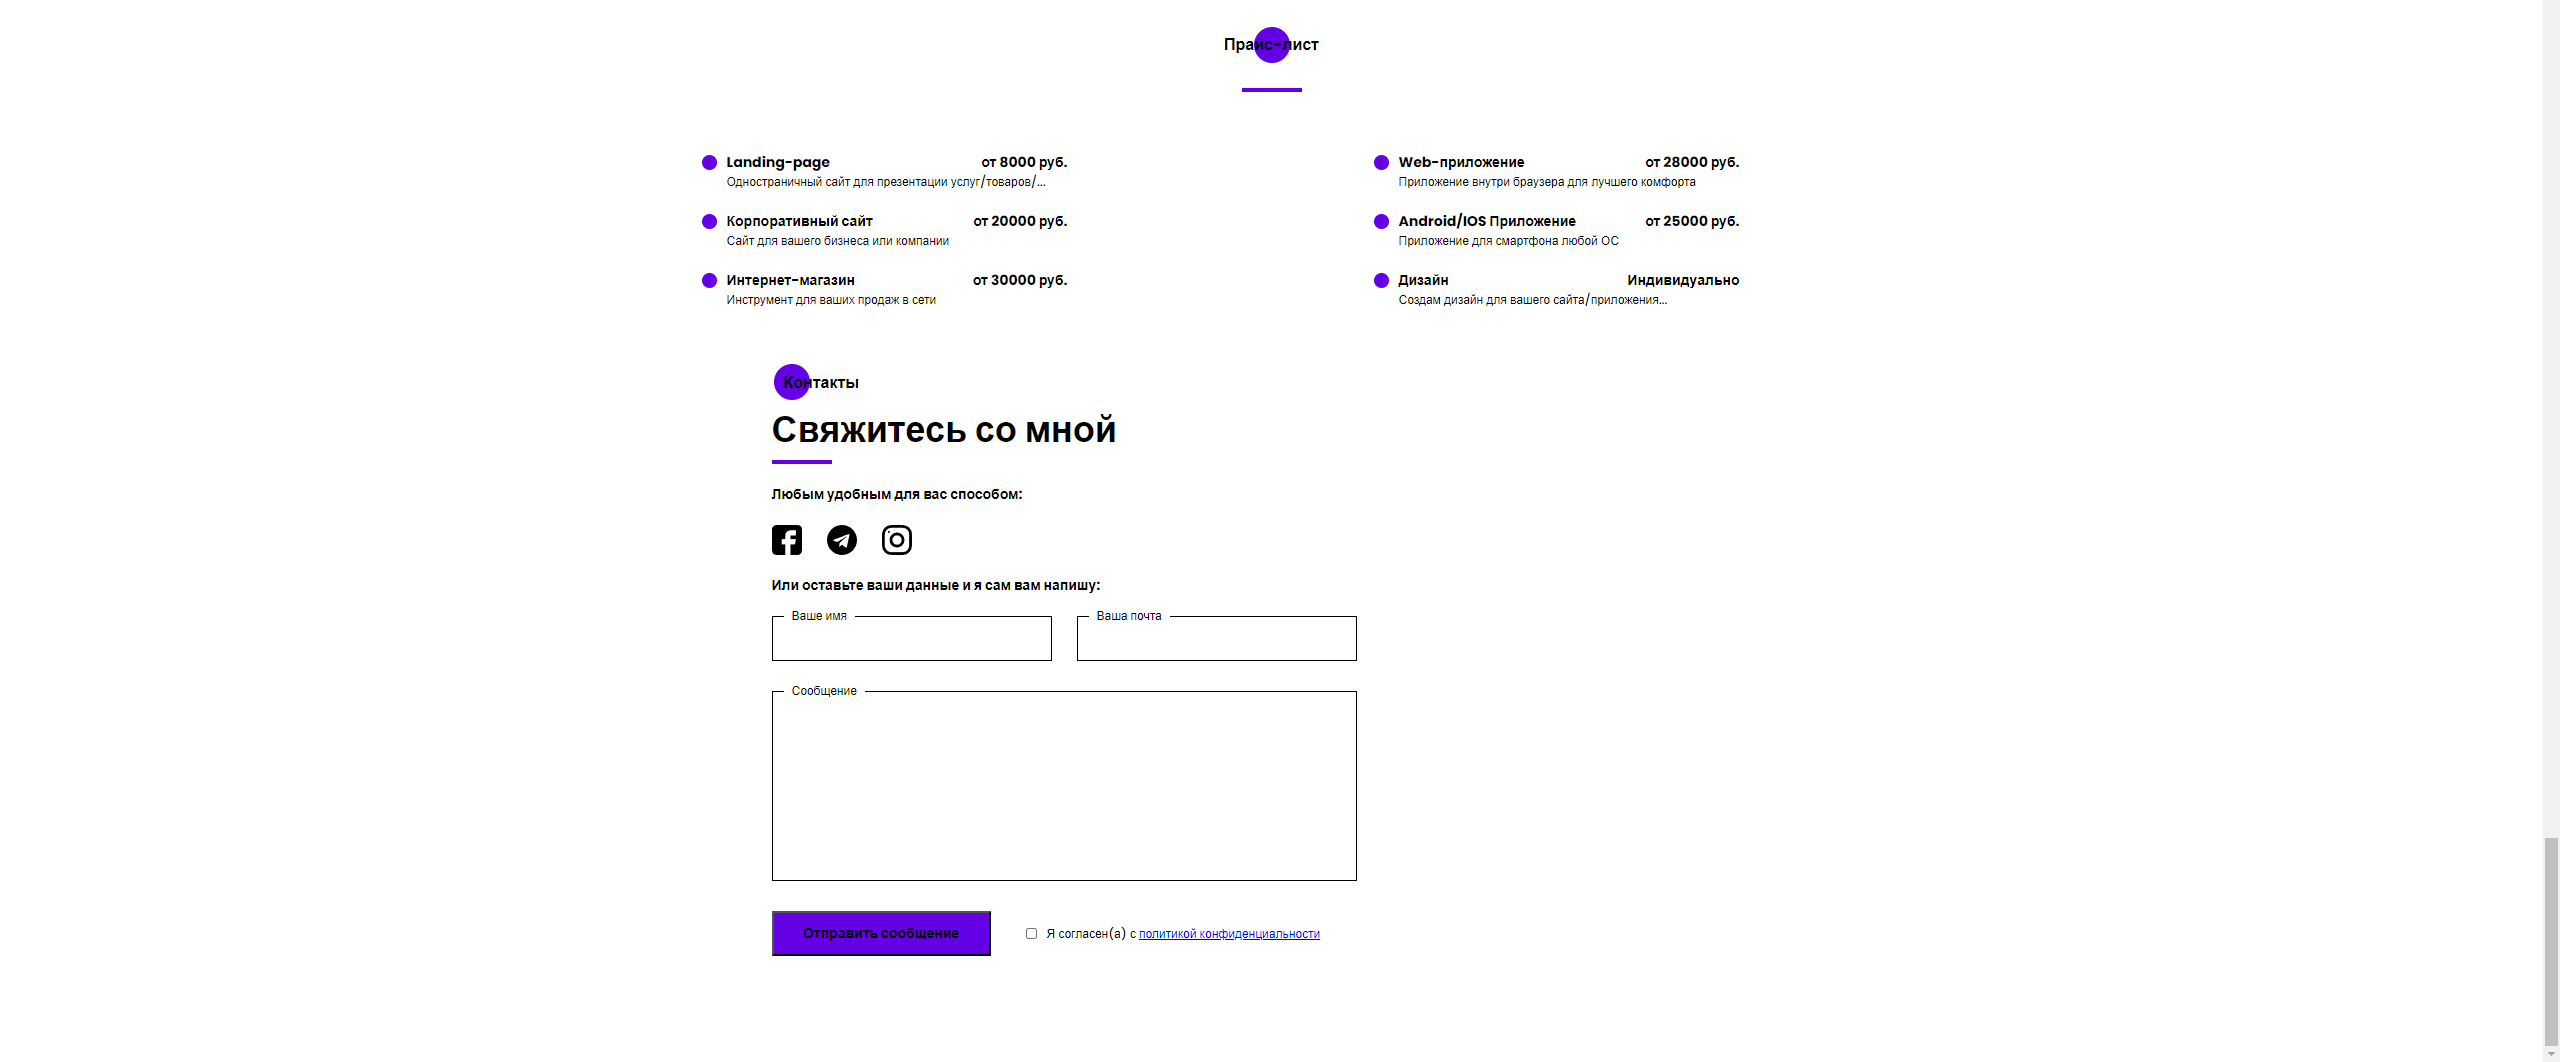 Прайс-лист
Landing-page от 8000 руб.
Одностраничный сайт для презентации услуг/товаров/...
Корпоративный сайт от 20000 руб.
Сайт для вашего бизнеса или компании
Интернет-магазин от 30000 руб.
Инструмент для ваших продаж в сети
Web-приложение от 28000 руб.
Приложение внутри браузера для лучшего комфорта
Android/IOS Приложение от 25000 руб.
Приложение для смартфона любой ОС
Дизайн Индивидуально
Создам дизайн для вашего сайта/приложения...
Контакты
Свяжитесь со мной
Любым удобным для вас способом:
Или оставьте ваши данные и я сам вам напишу:
Ваше имя Ваша почта
Сообщение
Отправить сообщение Я согласен(а) с политикой конфиденциальности